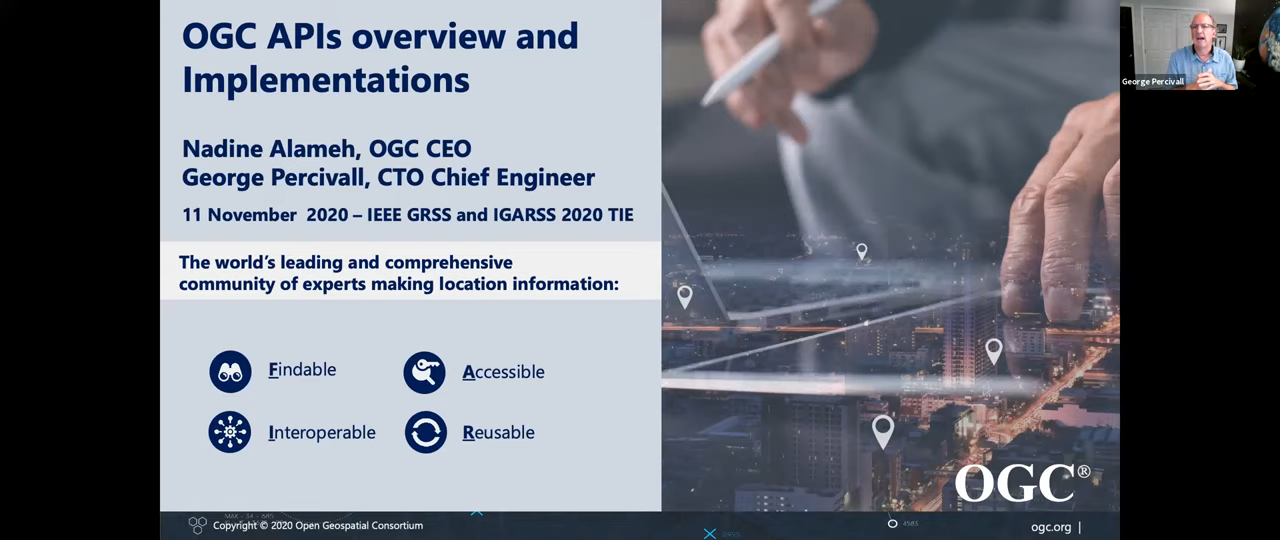 OGC APIs overview and
Implementations
Nadine Alameh, OGC CEO
George Percivall, CTO Chief Engineer
11 November 2020 – IEEE GRSS and IGARSS 2020 TIE
The world's leading and comprehensive
community of experts making location information:
Findable
Accessible
Interoperable
Reusable
OGC®
Copyright © 2020 Open Geospatial Consortium
4585
ogc.org |
George Percivall